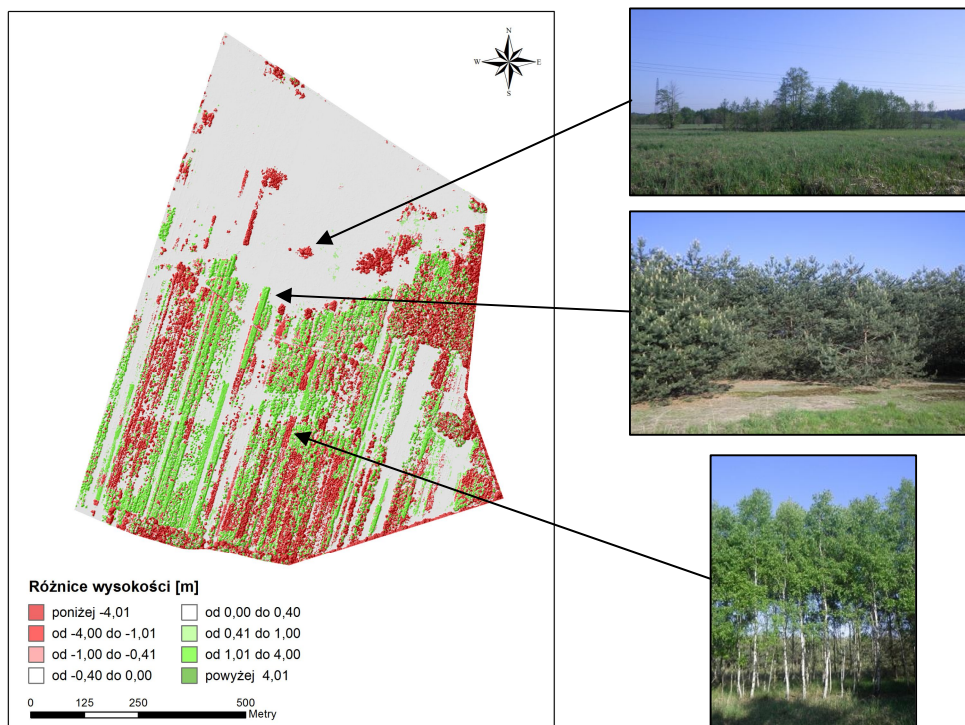 N
W E
S
Różnice wysokości [m]
poniżej -4,01 od 0,00 do 0,40
od -4,00 do -1,01 od 0,41 do 1,00
od -1,00 do -0,41 od 1,01 do 4,00
od -0,40 do 0,00 powyżej 4,01
0 125 250 500
Metry